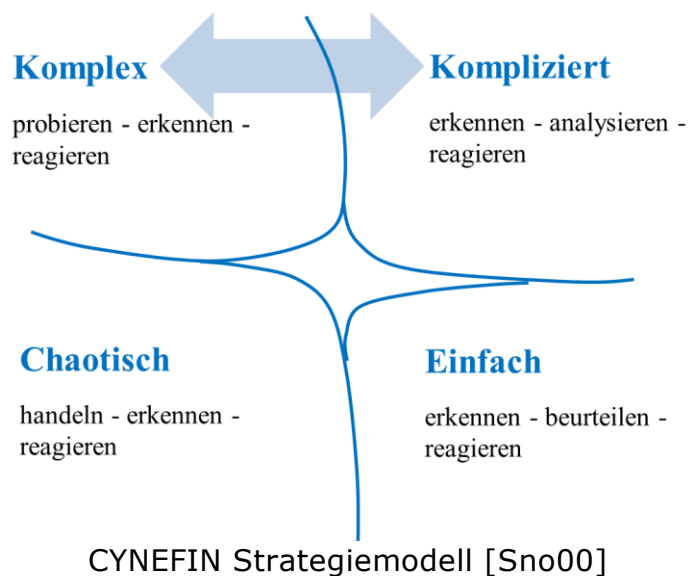 Komplex
probieren - erkennen -
reagieren
Kompliziert
erkennen - analysieren -
reagieren
Chaotisch
handeln - erkennen -
reagieren
Einfach
erkennen - beurteilen -
reagieren
CYNEFIN Strategiemodell [Sno00]